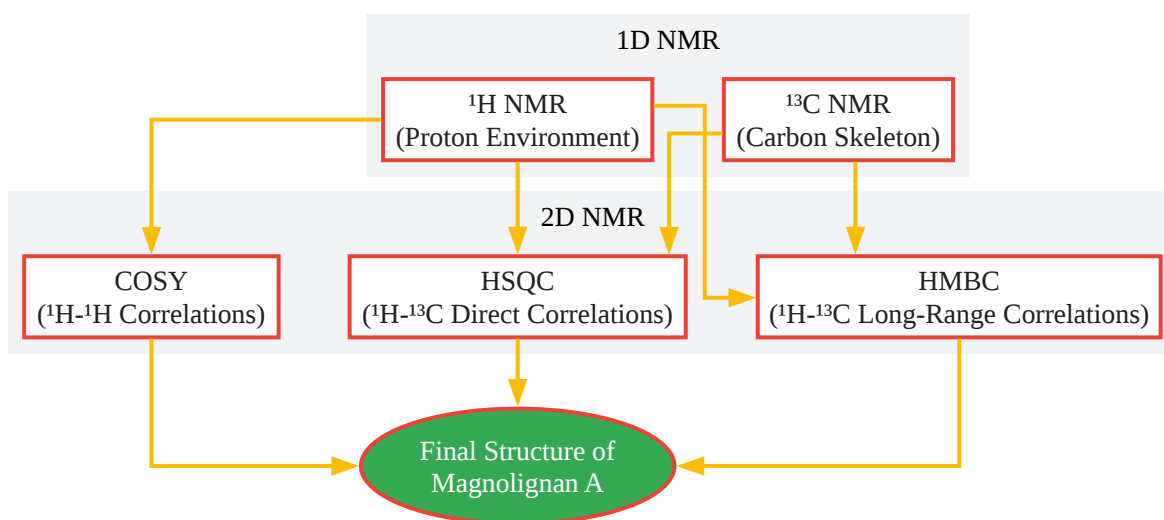 1D NMR
¹H NMR
(Proton Environment)
¹³C NMR
(Carbon Skeleton)
2D NMR
COSY
(¹H-¹H Correlations)
HSQC
(¹H-¹³C Direct Correlations)
HMBC
(¹H-¹³C Long-Range Correlations)
Final Structure of
Magnolignan A